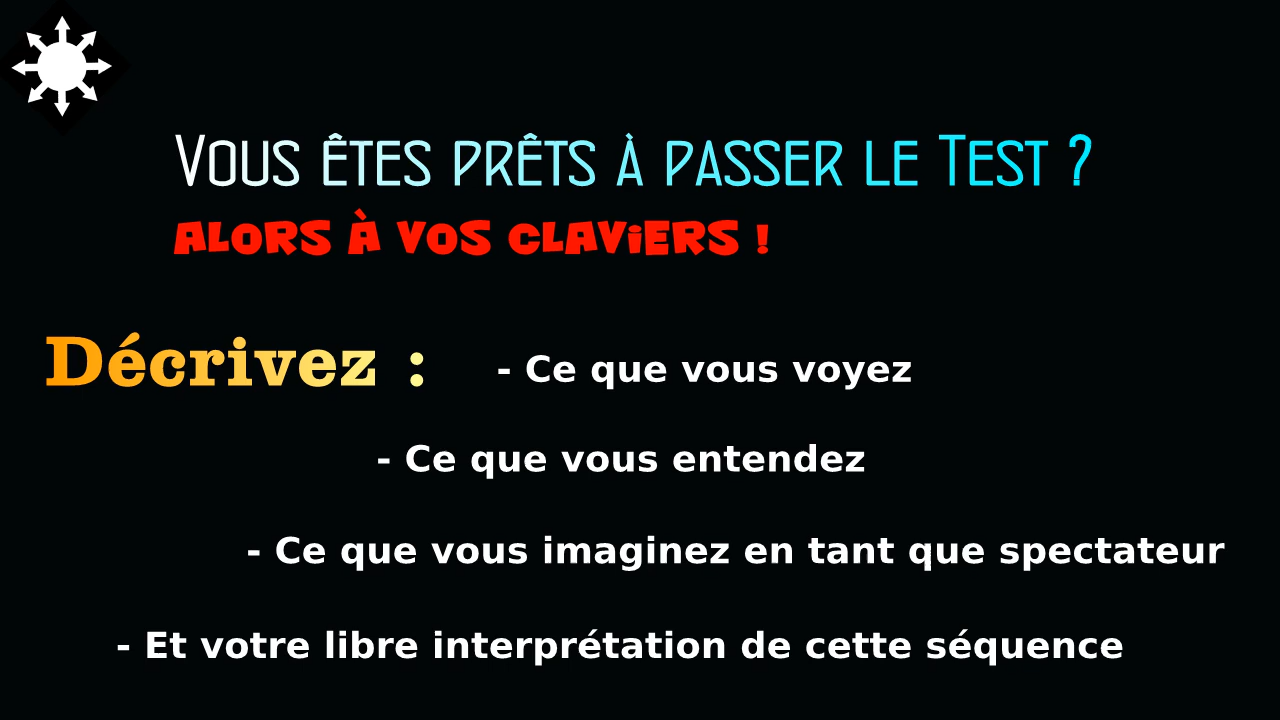 Vous êtes prêts à passer le Test ?
Alors à vos claviers !
Décrivez : - Ce que vous voyez
- Ce que vous entendez
- Ce que vous imaginez en tant que spectateur
- Et votre libre interprétation de cette séquence